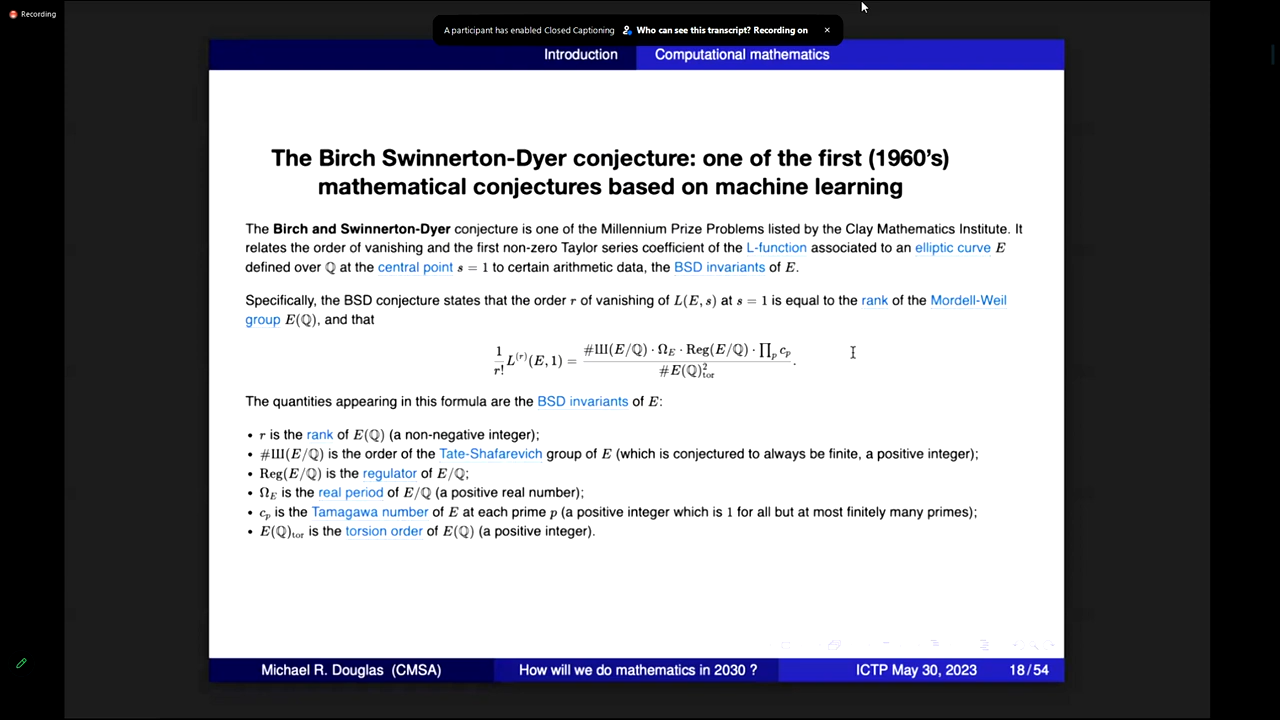 Recording
A participant has enabled Closed Captioning Who can see this transcript? Recording on ×
Introduction Computational mathematics
The Birch Swinnerton-Dyer conjecture: one of the first (1960's)
mathematical conjectures based on machine learning
The Birch and Swinnerton-Dyer conjecture is one of the Millennium Prize Problems listed by the Clay Mathematics Institute. It
relates the order of vanishing and the first non-zero Taylor series coefficient of the L-function associated to an elliptic curve E
defined over ℚ at the central point s = 1 to certain arithmetic data, the BSD invariants of E.
Specifically, the BSD conjecture states that the order r of vanishing of L(E, s) at s = 1 is equal to the rank of the Mordell-Weil
group E(ℚ), and that
1/r! L^(r)(E, 1) = #Ш(E/ℚ) · Ω_E · Reg(E/ℚ) · ∏_p c_p / #E(ℚ)²_tor .
The quantities appearing in this formula are the BSD invariants of E:
• r is the rank of E(ℚ) (a non-negative integer);
• #Ш(E/ℚ) is the order of the Tate-Shafarevich group of E (which is conjectured to always be finite, a positive integer);
• Reg(E/ℚ) is the regulator of E/ℚ;
• Ω_E is the real period of E/ℚ (a positive real number);
• c_p is the Tamagawa number of E at each prime p (a positive integer which is 1 for all but at most finitely many primes);
• E(ℚ)_tor is the torsion order of E(ℚ) (a positive integer).
Michael R. Douglas (CMSA) How will we do mathematics in 2030 ? ICTP May 30, 2023 18/54